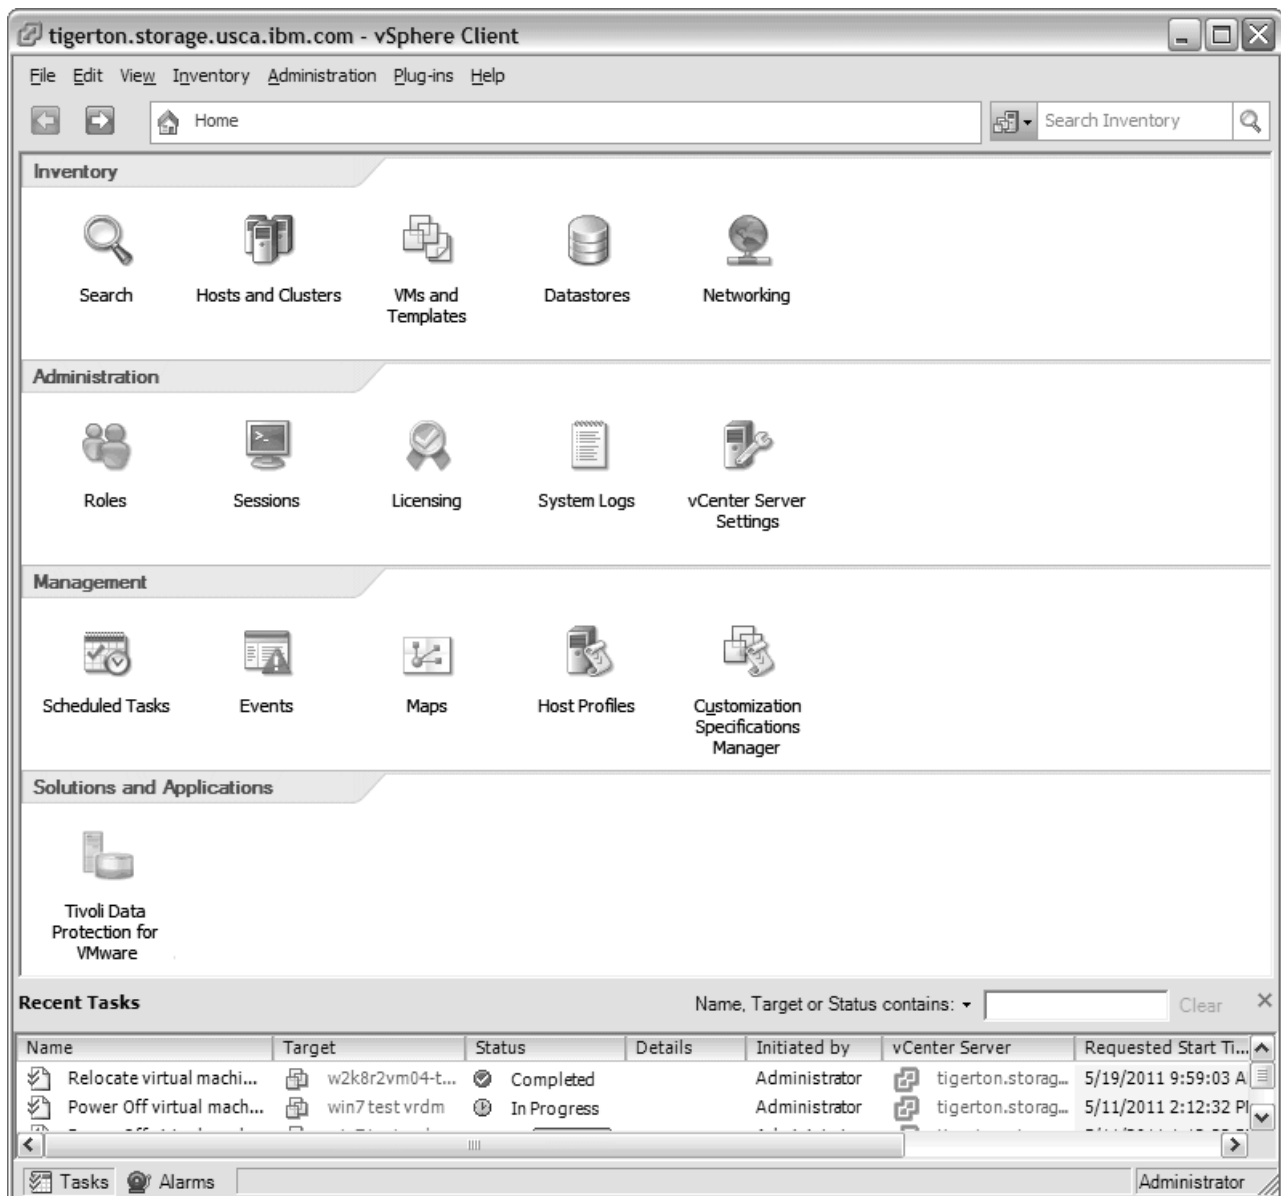 tigerton.storage.usca.ibm.com - vSphere Client
File Edit View Inventory Administration Plug-ins Help
Home
Search Inventory
Inventory
Search
Hosts and Clusters
VMs and
Templates
Datastores
Networking
Administration
Roles
Sessions
Licensing
System Logs
vCenter Server
Settings
Management
Scheduled Tasks
Events
Maps
Host Profiles
Customization
Specifications
Manager
Solutions and Applications
Tivoli Data
Protection for
VMware
Recent Tasks
Name, Target or Status contains:
Clear
Name Target Status Details Initiated by vCenter Server Requested Start Ti...
Relocate virtual machi... w2k8r2vm04-t... Completed Administrator tigerton.storag... 5/19/2011 9:59:03 A
Power Off virtual mach... win7 test vrdm In Progress Administrator tigerton.storag... 5/11/2011 2:12:32 P
Tasks Alarms Administrator